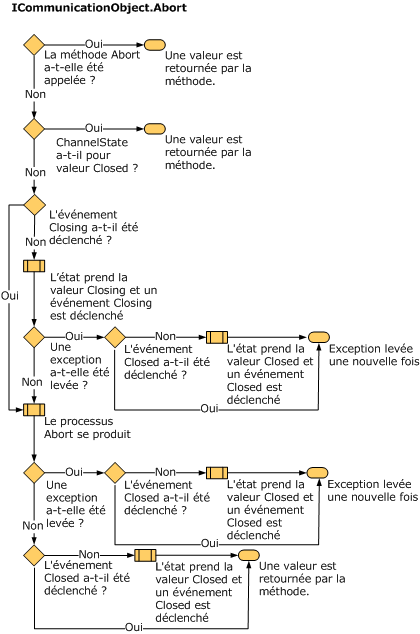 ICommunicationObject.Abort
Oui
La méthode Abort
a-t-elle été
appelée ?
Une valeur est
retournée par la
méthode.
Non
Oui
ChannelState
a-t-il pour
valeur Closed ?
Une valeur est
retournée par la
méthode.
Non
L'événement
Closing a-t-il été
déclenché ?
Non
Oui
L'état prend la
valeur Closing et un
événement Closing
est déclenché
Oui
Une
exception
a-t-elle été
levée ?
Non
L'événement
Closed a-t-il été
déclenché ?
L'état prend la
valeur Closed et
un événement
Closed est
déclenché
Exception levée
une nouvelle fois
Oui
Non
Le processus
Abort se produit
Oui
Une
exception
a-t-elle été
levée ?
Non
L'événement
Closed a-t-il été
déclenché ?
L'état prend la
valeur Closed et
un événement
Closed est
déclenché
Exception levée
une nouvelle fois
Oui
Non
Non
L'événement
Closed a-t-il été
déclenché ?
L'état prend la
valeur Closed et
un événement
Closed est
déclenché
Une valeur est
retournée par la
méthode.
Oui